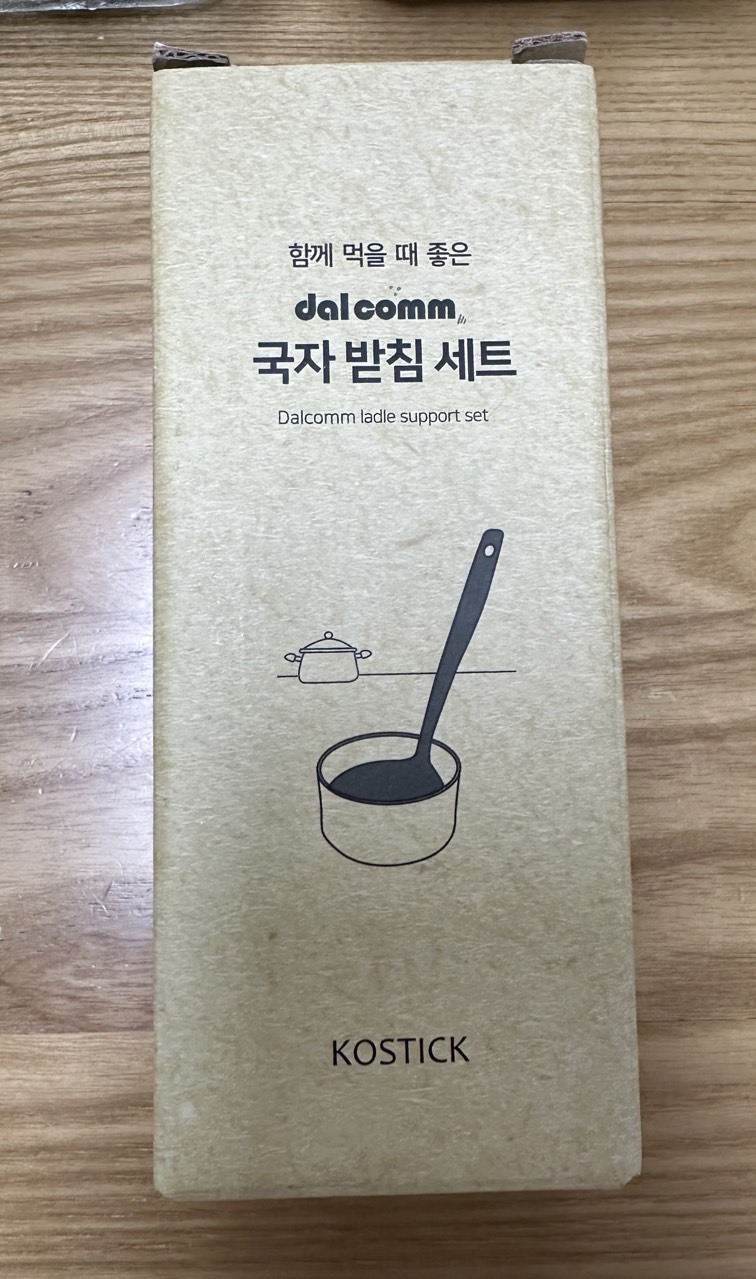 함께 먹을 때 좋은
dalcomm
국자 받침 세트
Dalcomm ladle support set
KOSTICK